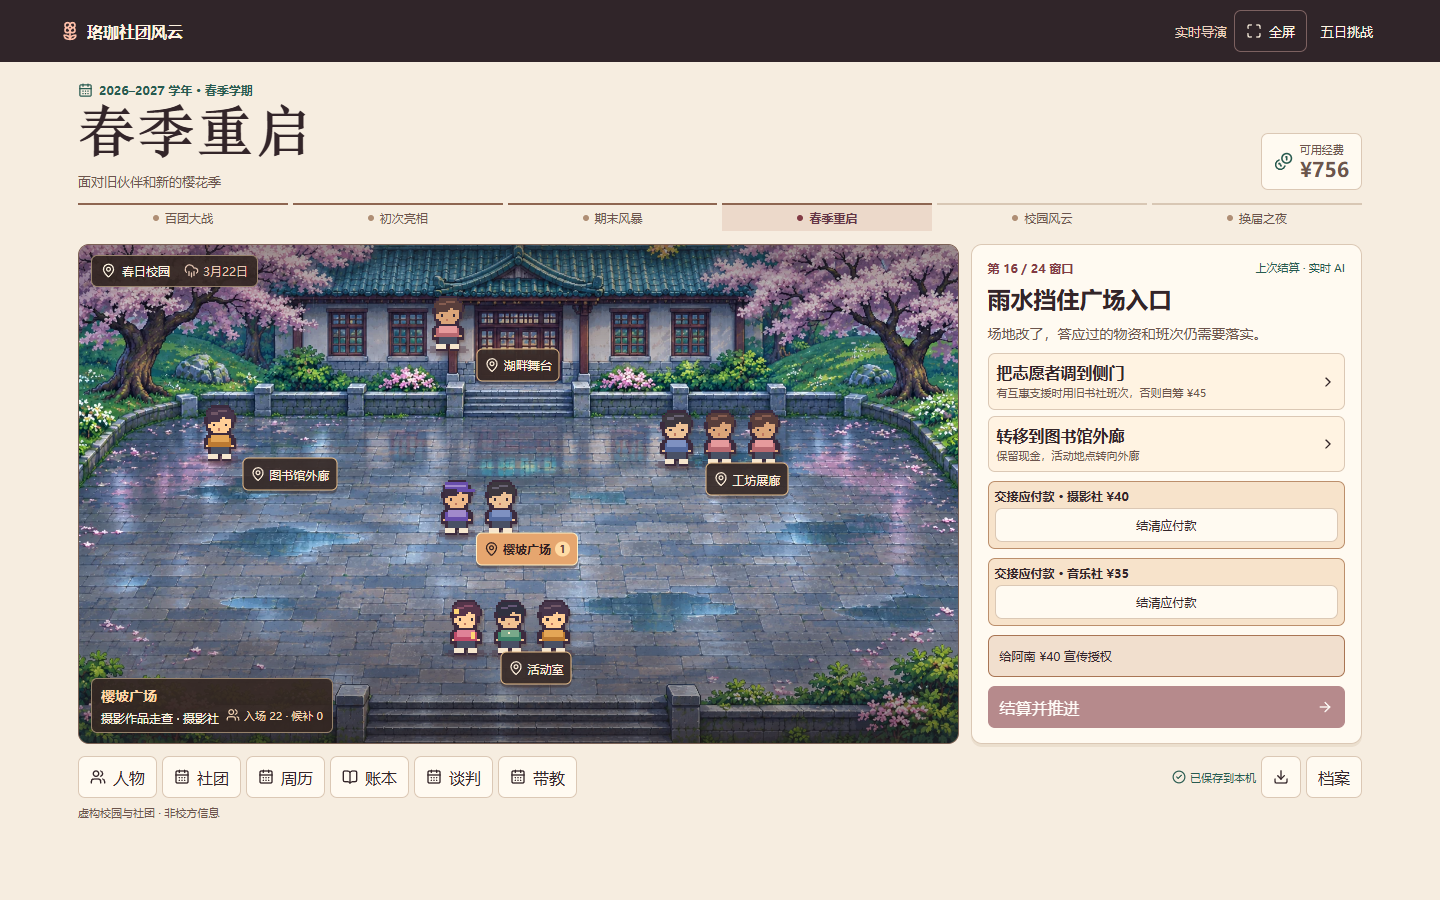 珞珈社团风云
实时导演
全屏
五日挑战
2026–2027 学年 • 春季学期
春季重启
面对旧伙伴和新的樱花季
可用经费
¥756
百团大战
初次亮相
期末风暴
春季重启
校园风云
换届之夜
春日校园 3月22日
湖畔舞台
图书馆外廊
工坊展廊
樱坡广场 1
活动室
樱坡广场
摄影作品走查 · 摄影社 入场 22 · 候补 0
第 16 / 24 窗口
上次结算 · 实时 AI
雨水挡住广场入口
场地改了，答应过的物资和班次仍需要落实。
把志愿者调到侧门
有互惠支援时用旧书社班次，否则自筹 ¥45
转移到图书馆外廊
保留现金，活动地点转向外廊
交接应付款 • 摄影社 ¥40
结清应付款
交接应付款 • 音乐社 ¥35
结清应付款
给阿南 ¥40 宣传授权
结算并推进
人物
社团
周历
账本
谈判
带教
已保存到本机
档案
虚构校园与社团 · 非校方信息